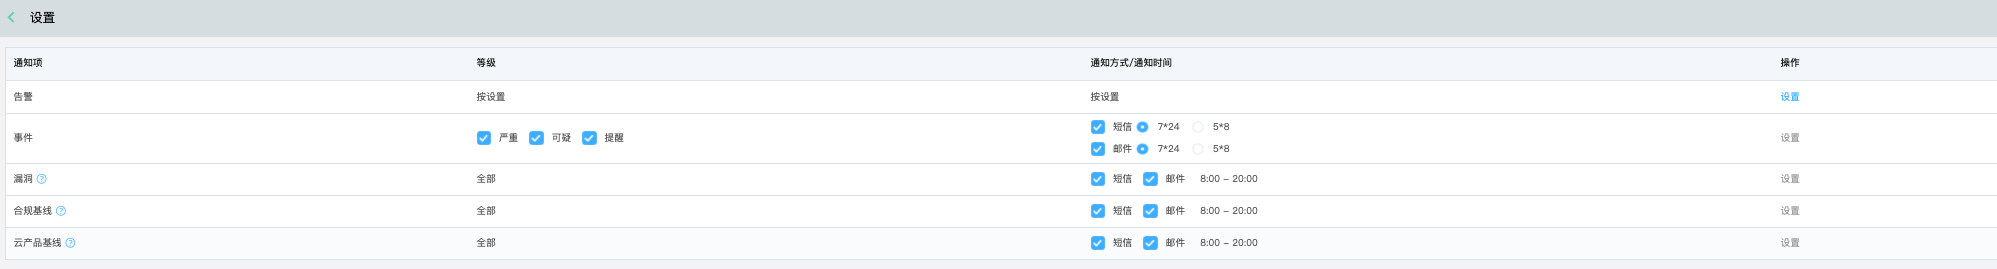 设置
通知项 等级 通知方式/通知时间 操作
告警 按设置 按设置 设置
事件 严重 可疑 提醒 短信 7*24 5*8 设置
邮件 7*24 5*8
漏洞 ? 全部 短信 邮件 8:00 - 20:00 设置
合规基线 ? 全部 短信 邮件 8:00 - 20:00 设置
云产品基线 ? 全部 短信 邮件 8:00 - 20:00 设置